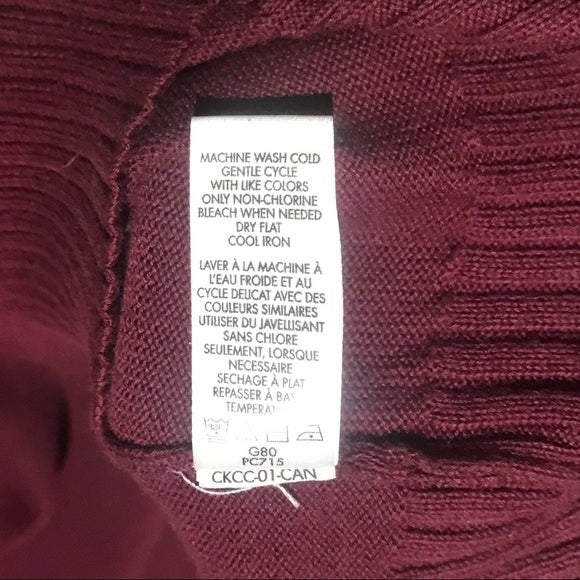 MACHINE WASH COLD
GENTLE CYCLE
WITH LIKE COLORS
ONLY NON-CHLORINE
BLEACH WHEN NEEDED
DRY FLAT
COOL IRON
LAVER À LA MACHINE À
L'EAU FROIDE ET AU
CYCLE DELICAT AVEC DES
COULEURS SIMILAIRES
UTILISER DU JAVELLISANT
SANS CHLORE
SEULEMENT, LORSQUE
NECESSAIRE
SECHAGE À PLAT
REPASSER À
G80
PC715
CKCC-01-CAN